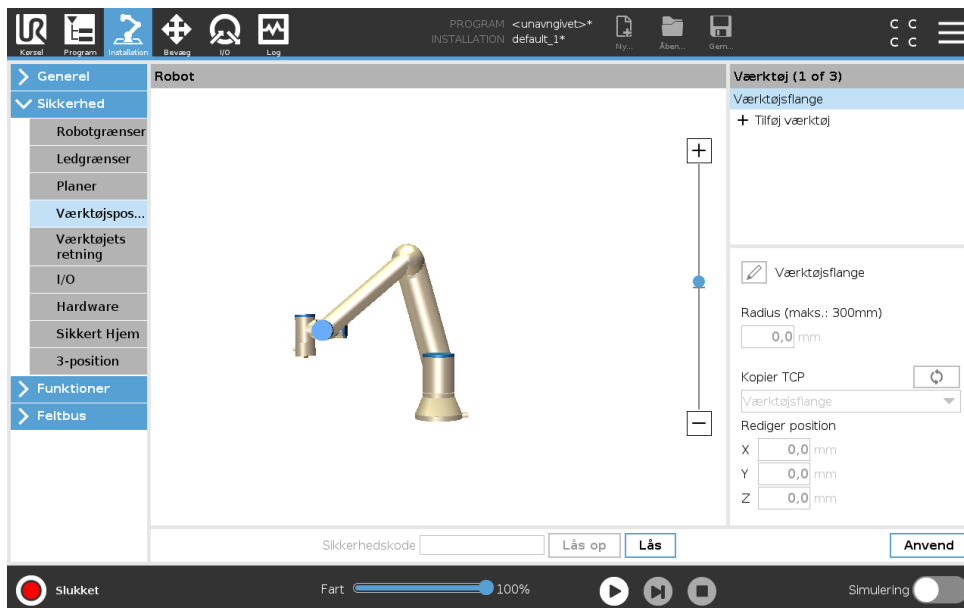 UR
PROGRAM <unavngivet>*
INSTALLATION default_1*
Kørsel
Program
Installation
Bevæg
I/O
Log
Ny...
Åben...
Gem...
C C
C C
Generel
Sikkerhed
Robotgrænser
Ledgrænser
Planer
Værktøjspos...
Værktøjets
retning
I/O
Hardware
Sikkert Hjem
3-position
Funktioner
Feltbus
Robot
Værktøj (1 of 3)
Værktøjsflange
+ Tilføj værktøj
Værktøjsflange
Radius (maks.: 300mm)
0,0 mm
Kopier TCP
Værktøjsflange
Rediger position
X 0,0 mm
Y 0,0 mm
Z 0,0 mm
Sikkerhedskode
Lås op
Lås
Anvend
Slukket
Fart
100%
Simulering